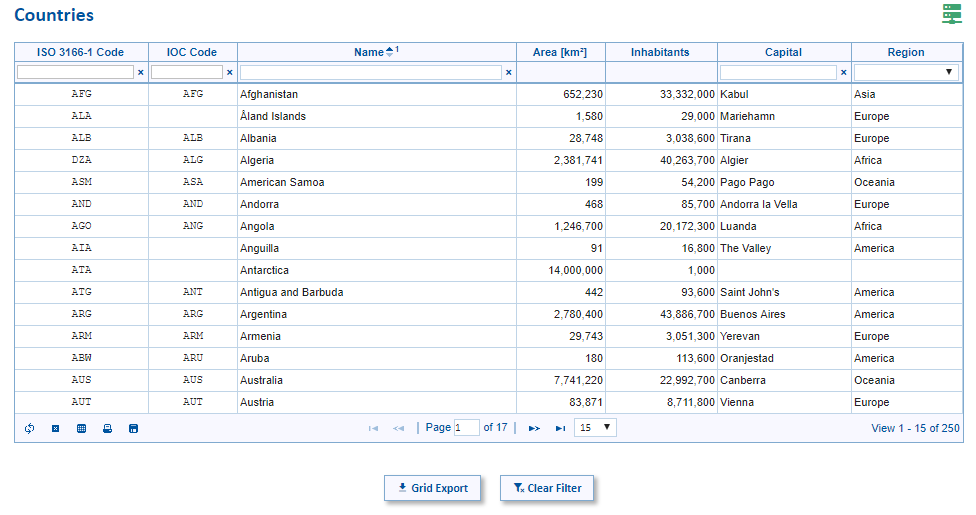 Countries
ISO 3166-1 Code IOC Code Name 1 Area [km²] Inhabitants Capital Region
× × × ×
AFG AFG Afghanistan 652,230 33,332,000 Kabul Asia
ALA Åland Islands 1,580 29,000 Mariehamn Europe
ALB ALB Albania 28,748 3,038,600 Tirana Europe
DZA ALG Algeria 2,381,741 40,263,700 Algier Africa
ASM ASA American Samoa 199 54,200 Pago Pago Oceania
AND AND Andorra 468 85,700 Andorra la Vella Europe
AGO ANG Angola 1,246,700 20,172,300 Luanda Africa
AIA Anguilla 91 16,800 The Valley America
ATA Antarctica 14,000,000 1,000
ATG ANT Antigua and Barbuda 442 93,600 Saint John's America
ARG ARG Argentina 2,780,400 43,886,700 Buenos Aires America
ARM ARM Armenia 29,743 3,051,300 Yerevan Europe
ABW ARU Aruba 180 113,600 Oranjestad America
AUS AUS Australia 7,741,220 22,992,700 Canberra Oceania
AUT AUT Austria 83,871 8,711,800 Vienna Europe
Page 1 of 17 15 View 1 - 15 of 250
Grid Export Clear Filter